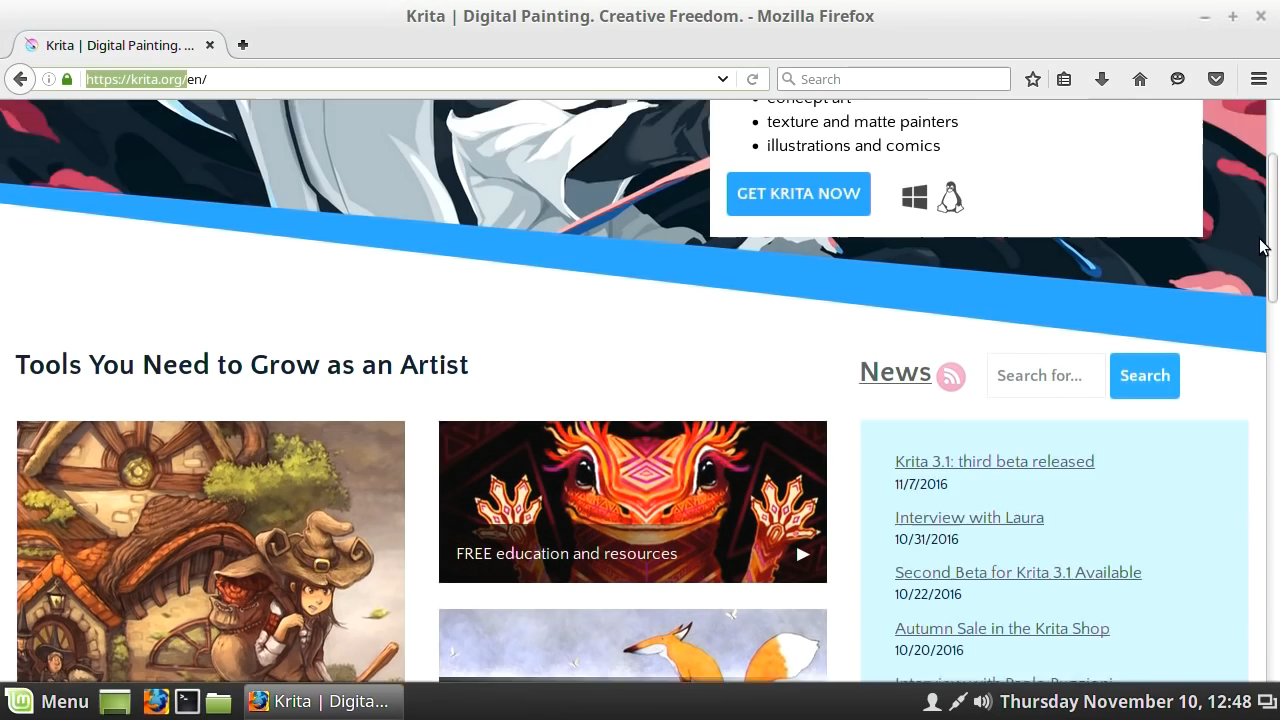 Krita | Digital Painting. Creative Freedom. - Mozilla Firefox
Krita | Digital Painting. ...
https://krita.org/en/
Search
concept art
texture and matte painters
illustrations and comics
GET KRITA NOW
Tools You Need to Grow as an Artist
News
Search for...
Search
Krita 3.1: third beta released
11/7/2016
Interview with Laura
10/31/2016
FREE education and resources
Second Beta for Krita 3.1 Available
10/22/2016
Autumn Sale in the Krita Shop
10/20/2016
Menu
Krita | Digita...
Thursday November 10, 12:48